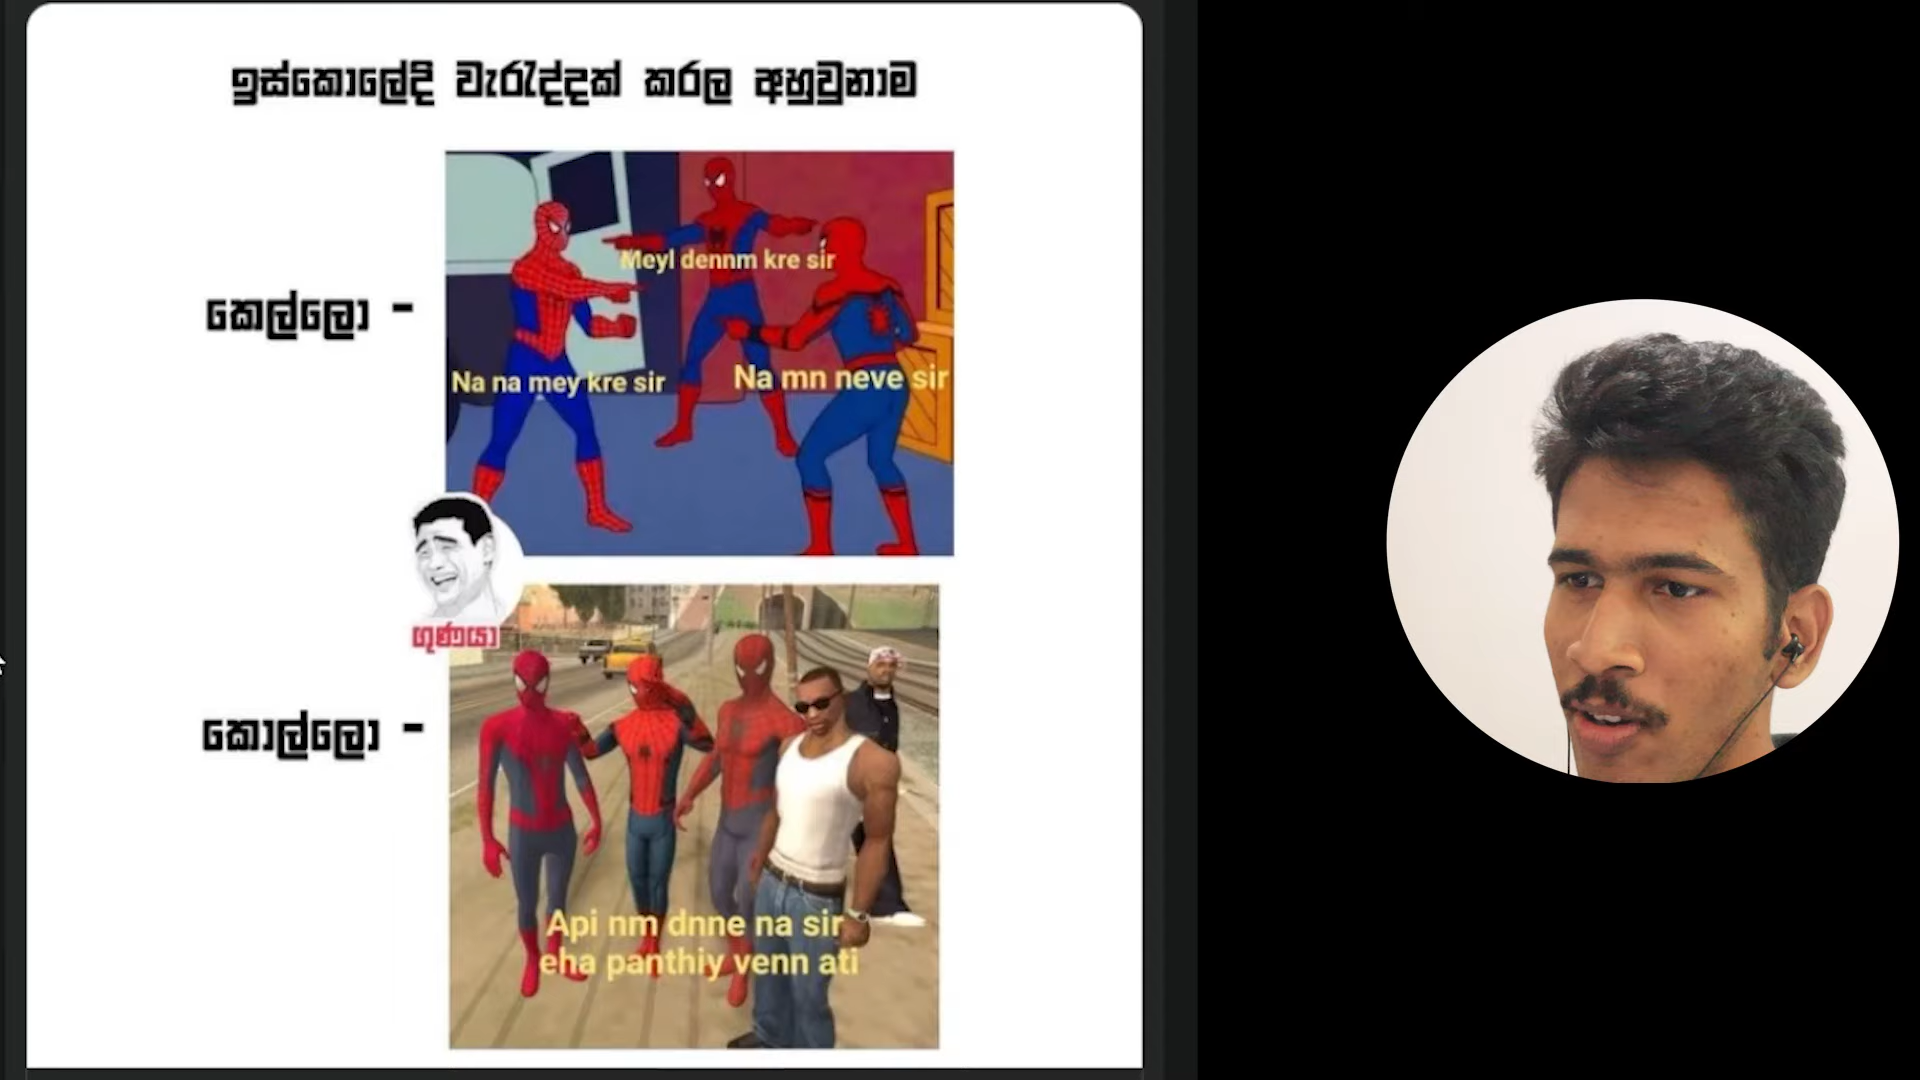 ඉස්කොලේදි වැරැද්දක් කරල අහුවුනාම
කෙල්ලො -
Meyl dennm kre sir
Na na mey kre sir
Na mn neve sir
ගුණයා
කොල්ලො -
Api nm dnne na sir
eha panthiy venn ati